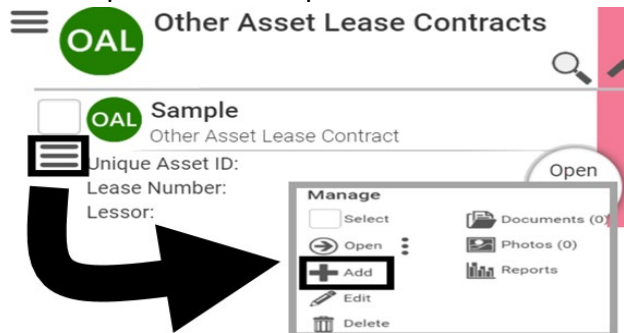 OAL Other Asset Lease Contracts
OAL Sample
Other Asset Lease Contract
Unique Asset ID:
Open
Lease Number:
Lessor:
Manage
Select
Documents (0)
Open
Photos (0)
Add
Reports
Edit
Delete